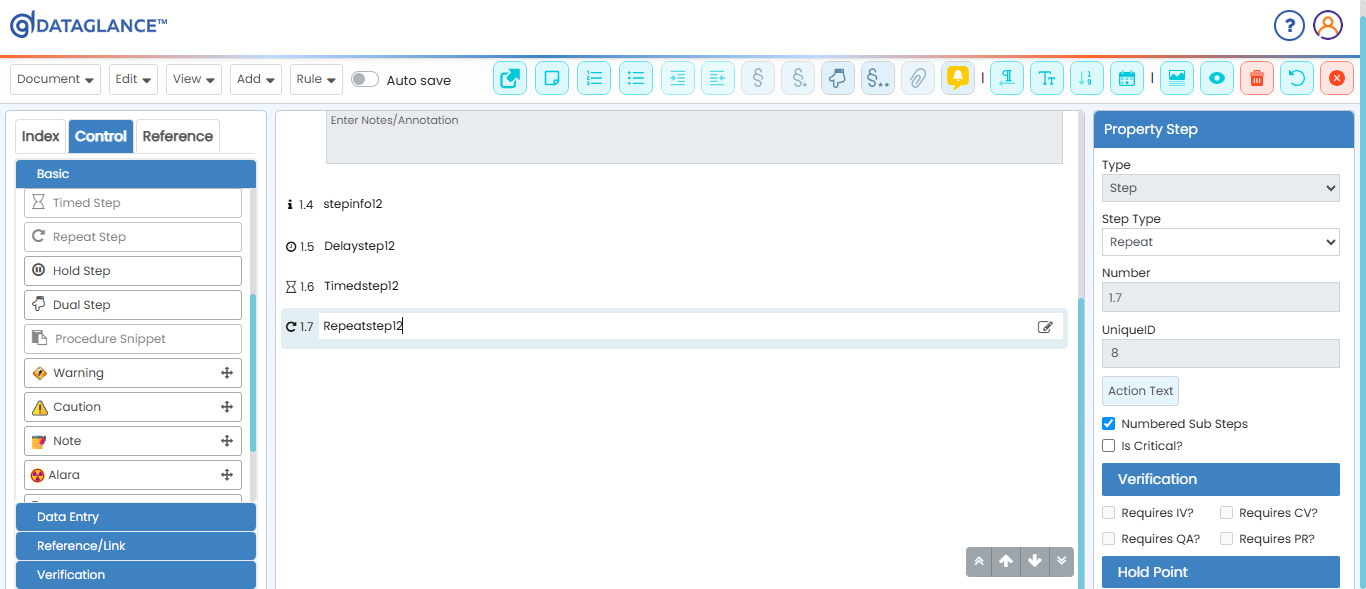 DATAGLANCE™
?
Document Edit View Add Rule Auto save
Index Control Reference
Basic
Timed Step
Repeat Step
Hold Step
Dual Step
Procedure Snippet
Warning
Caution
Note
Alara
Data Entry
Reference/Link
Verification
Enter Notes/Annotation
1.4 stepinfo12
1.5 Delaystep12
1.6 Timedstep12
1.7 Repeatstep12
Property Step
Type
Step
Step Type
Repeat
Number
1.7
UniqueID
8
Action Text
Numbered Sub Steps
Is Critical?
Verification
Requires IV? Requires CV?
Requires QA? Requires PR?
Hold Point